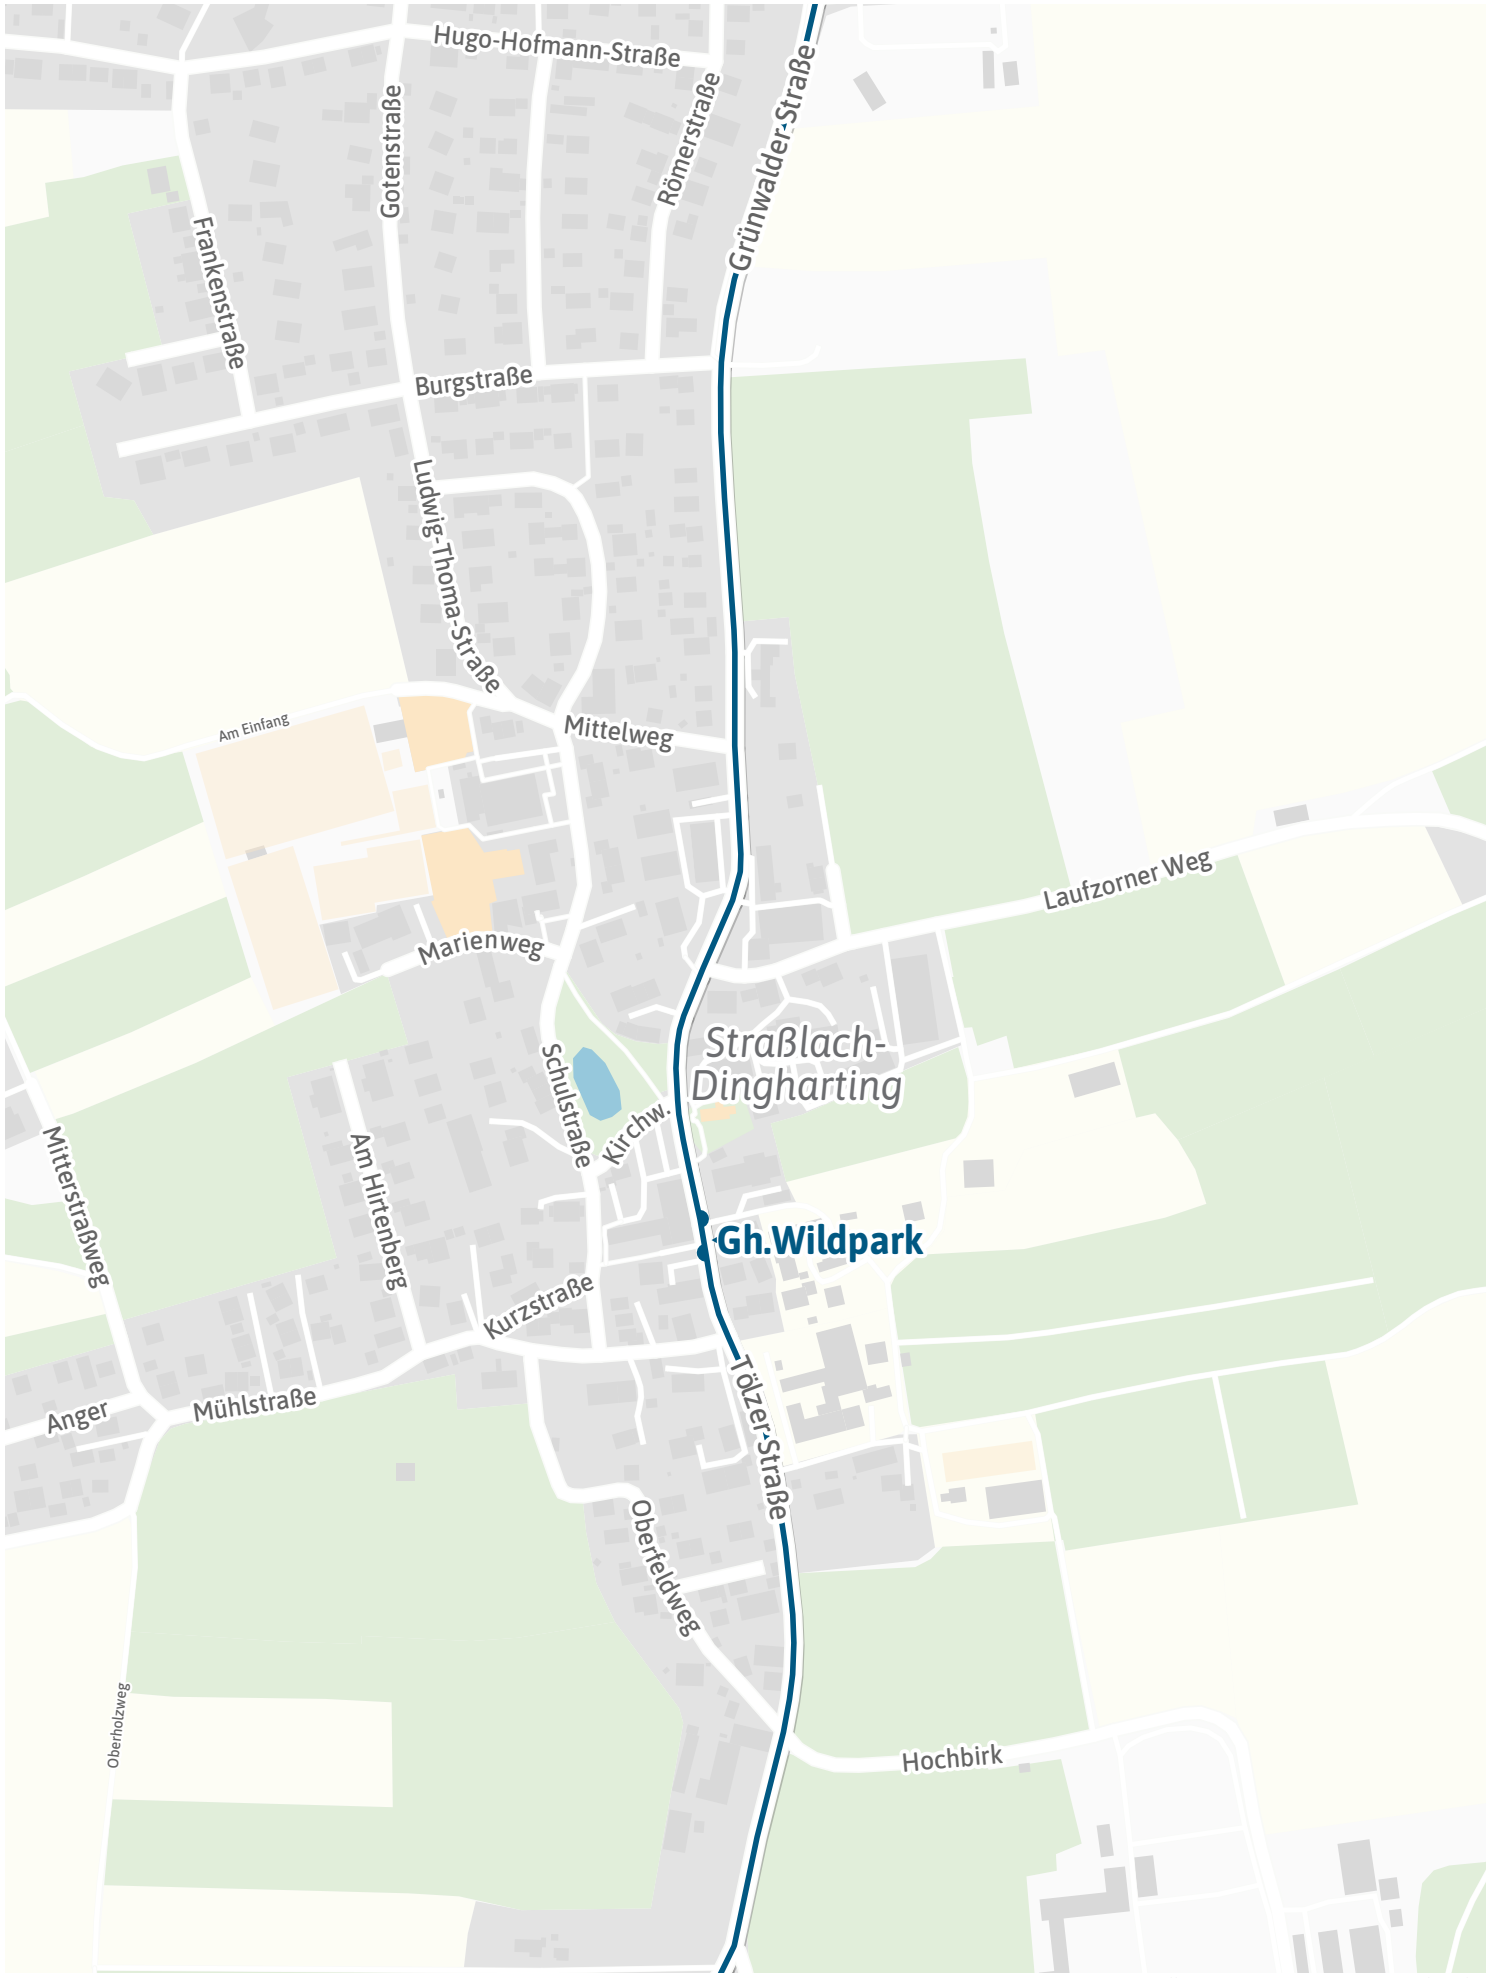 Hugo-Hofmann-Straße
Gotenstraße
Römerstraße
Grünwalder-Straße
Frankenstraße
Burgstraße
Ludwig-Thoma-Straße
Am Einfang
Mittelweg
Laufzorner Weg
Marienweg
Straßlach-
Dingharting
Schulstraße
Kirchw.
Mitterstraßweg
Am Hirtenberg
Gh.Wildpark
Kurzstraße
Tölzer-Straße
Mühlstraße
Anger
Oberfeldweg
Oberholzweg
Hochbirk